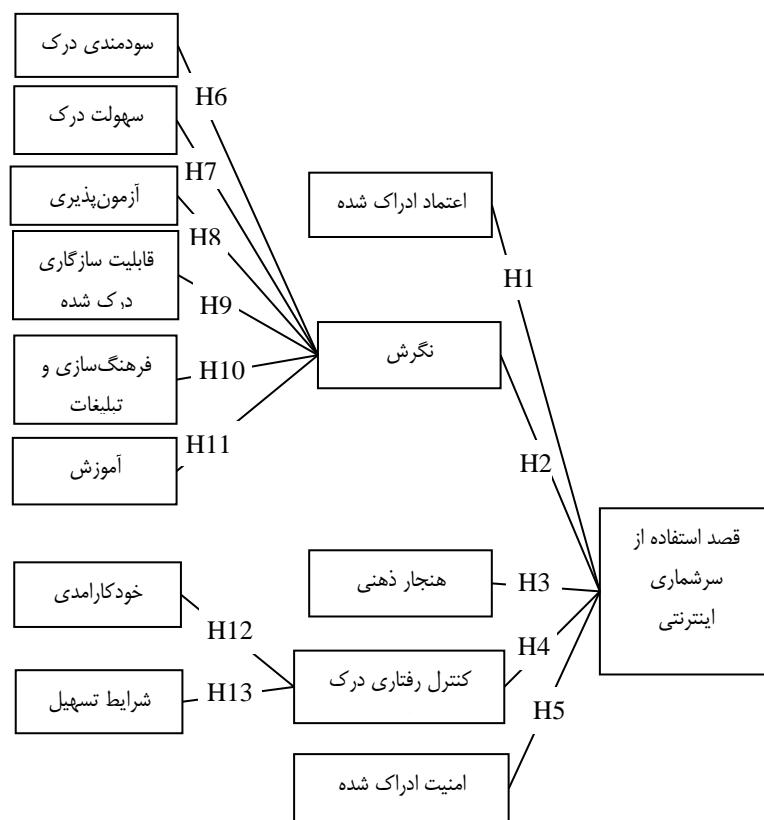 سودمندی درک
H6
سهولت درک
H7
آزمون‌پذیری
H8
قابلیت سازگاری
درک شده
H9
فرهنگ‌سازی و
تبلیغات
H10
آموزش
H11
اعتماد ادراک شده
H1
نگرش
H2
هنجار ذهنی
H3
کنترل رفتاری درک
H4
امنیت ادراک شده
H5
خودکارامدی
H12
شرایط تسهیل
H13
قصد استفاده از
سرشماری
اینترنتی